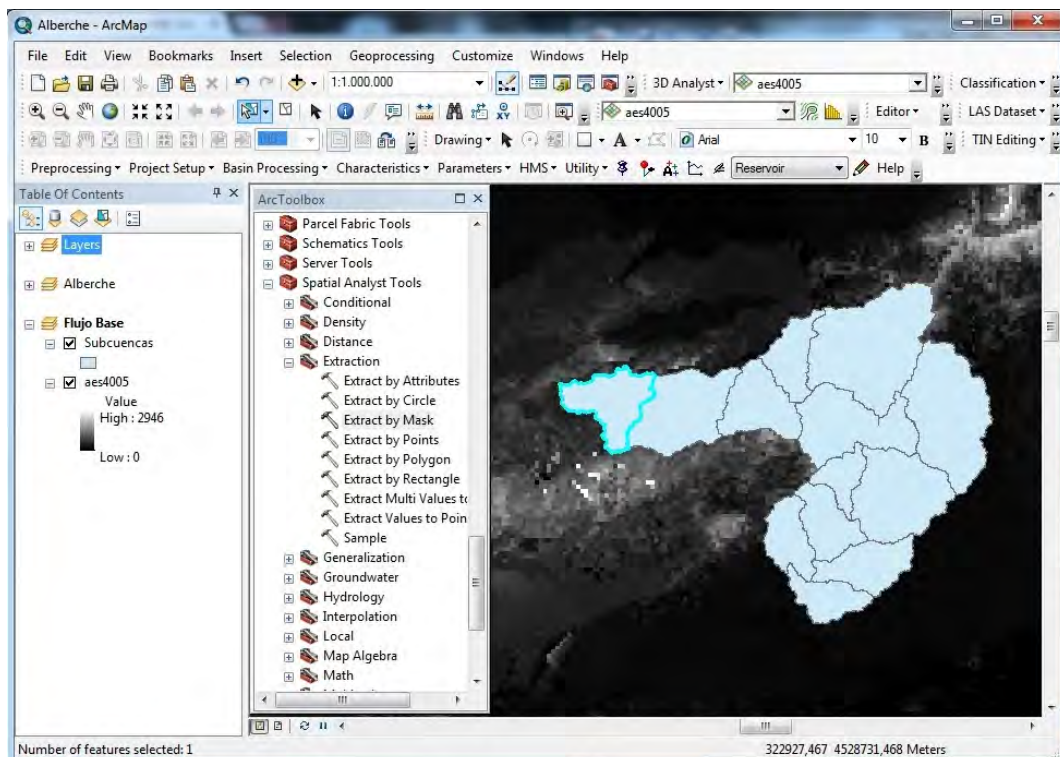 Alberche - ArcMap
File Edit View Bookmarks Insert Selection Geoprocessing Customize Windows Help
1:1.000.000 3D Analyst aes4005 Classification
aes4005 Editor LAS Dataset
Drawing A Arial 10 B TIN Editing
Preprocessing Project Setup Basin Processing Characteristics Parameters HMS Utility Reservoir Help
Table Of Contents
Layers
Alberche
Flujo Base
Subcuencas
aes4005
Value
High : 2946
Low : 0
ArcToolbox
Parcel Fabric Tools
Schematics Tools
Server Tools
Spatial Analyst Tools
Conditional
Density
Distance
Extraction
Extract by Attributes
Extract by Circle
Extract by Mask
Extract by Points
Extract by Polygon
Extract by Rectangle
Extract Multi Values to
Extract Values to Poin
Sample
Generalization
Groundwater
Hydrology
Interpolation
Local
Map Algebra
Math
Number of features selected: 1
322927,467 4528731,468 Meters